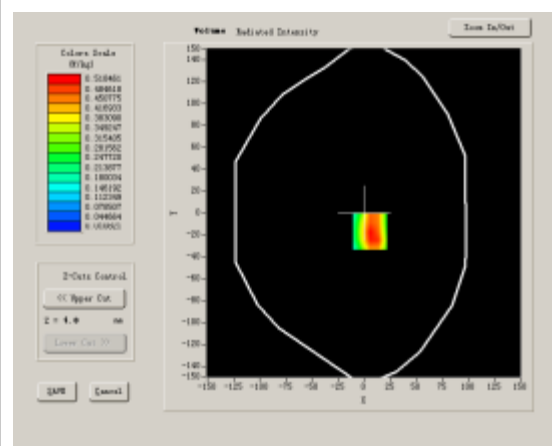 Volume Radiated Intensity
Zoom In/Out
Colors Scale
(W/kg)
0.518461
0.484618
0.450775
0.416933
0.383090
0.349247
0.315405
0.281562
0.247720
0.213877
0.180034
0.146192
0.112349
0.078507
0.044664
Z-Cuts Control
<< Upper Cut
Z = 4.0 mm
Lower Cut >>
SAVE
Cancel
150
140
120
100
80
60
40
20
0
-20
-40
-60
-80
-100
-120
-140
-150
Y
-150 -125 -100 -75 -50 -25 0 25 50 75 100 125 150
X